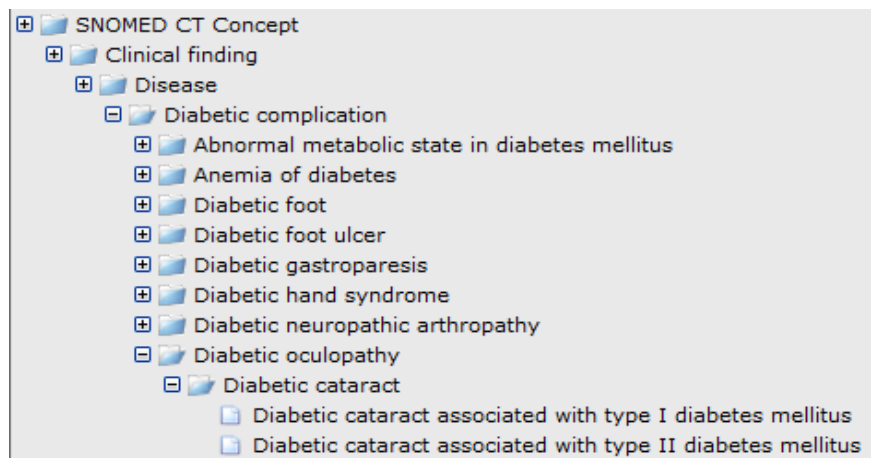 SNOMED CT Concept
Clinical finding
Disease
Diabetic complication
Abnormal metabolic state in diabetes mellitus
Anemia of diabetes
Diabetic foot
Diabetic foot ulcer
Diabetic gastroparesis
Diabetic hand syndrome
Diabetic neuropathic arthropathy
Diabetic oculopathy
Diabetic cataract
Diabetic cataract associated with type I diabetes mellitus
Diabetic cataract associated with type II diabetes mellitus